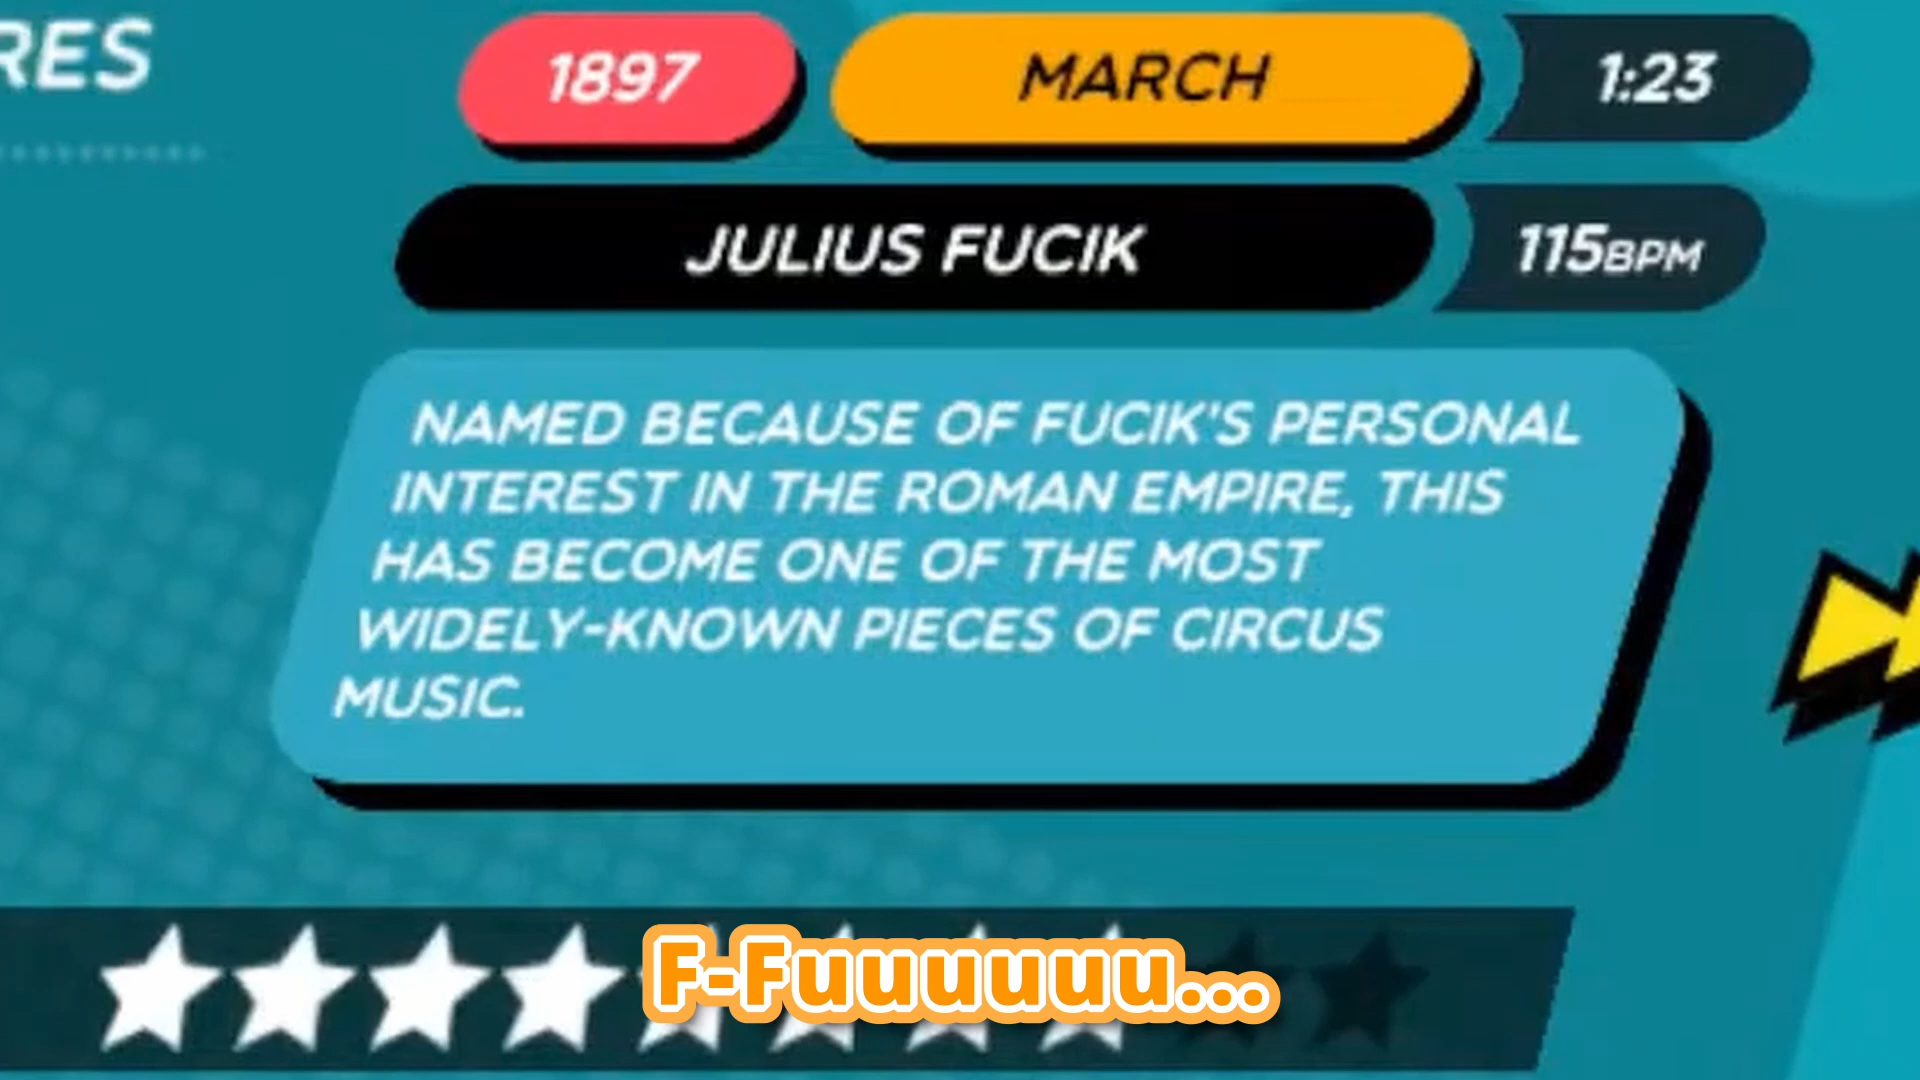 RES
1897
MARCH
1:23
JULIUS FUCIK
115BPM
NAMED BECAUSE OF FUCIK'S PERSONAL
INTEREST IN THE ROMAN EMPIRE, THIS
HAS BECOME ONE OF THE MOST
WIDELY-KNOWN PIECES OF CIRCUS
MUSIC.
F-Fuuuuuuu...